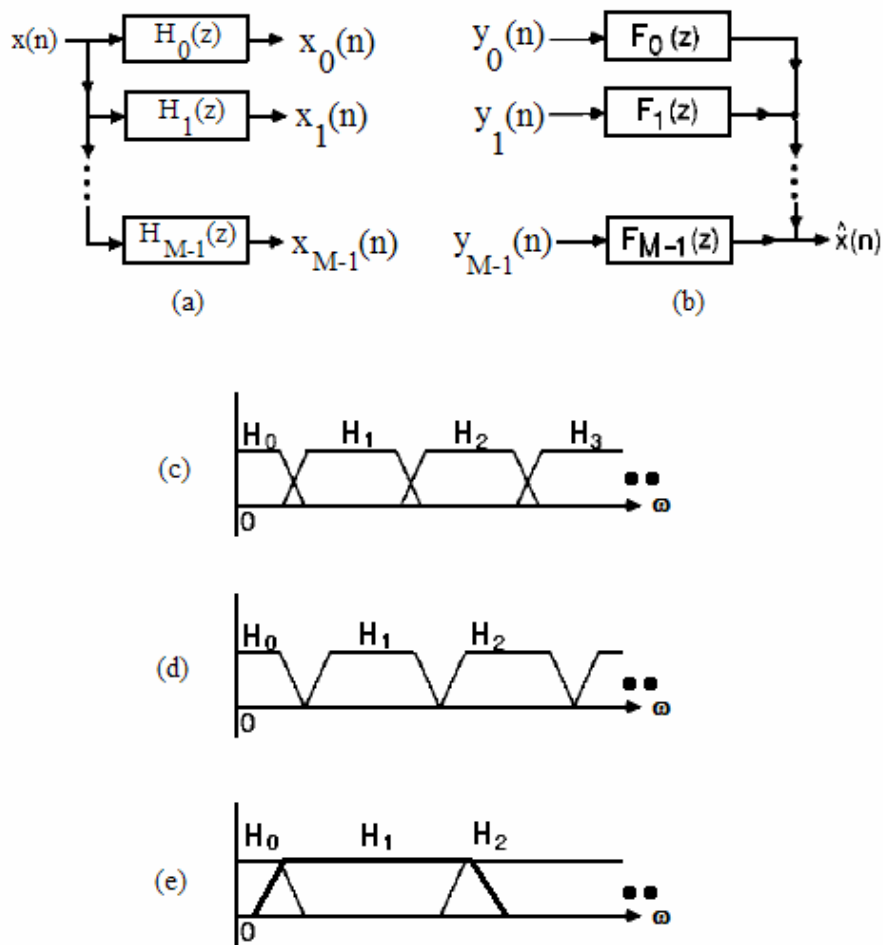 x(n) H0(z) x0(n) y0(n) F0(z)
H1(z) x1(n) y1(n) F1(z)
HM-1(z) xM-1(n) yM-1(n) FM-1(z) x̂(n)
(a) (b)
(c) H0 H1 H2 H3
0 ω
(d) H0 H1 H2
0 ω
(e) H0 H1 H2
0 ω